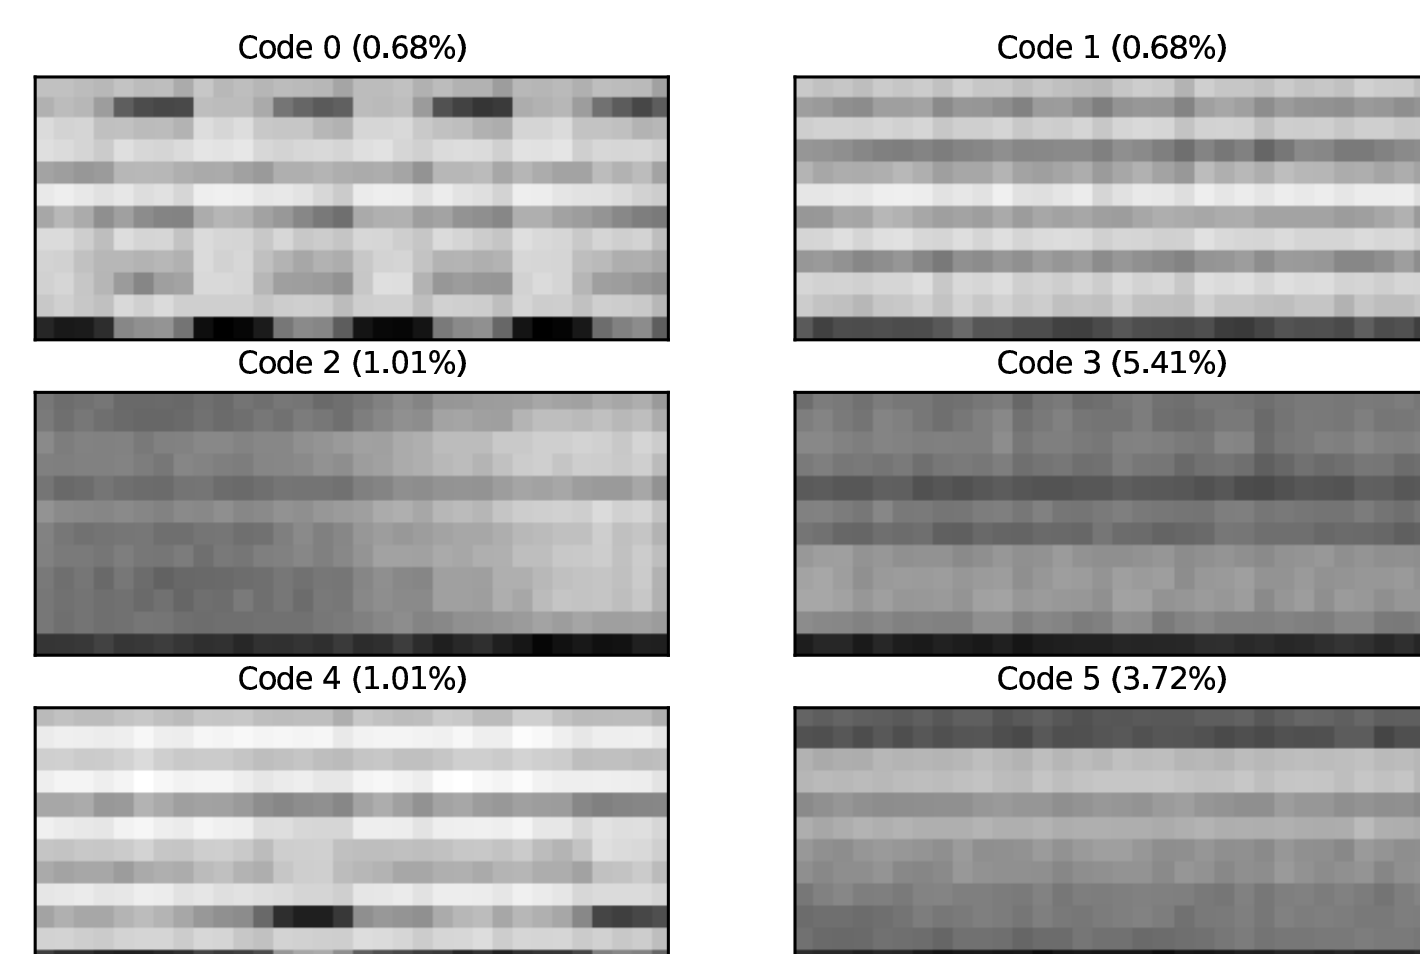 Code 0 (0.68%)
Code 1 (0.68%)
Code 2 (1.01%)
Code 3 (5.41%)
Code 4 (1.01%)
Code 5 (3.72%)